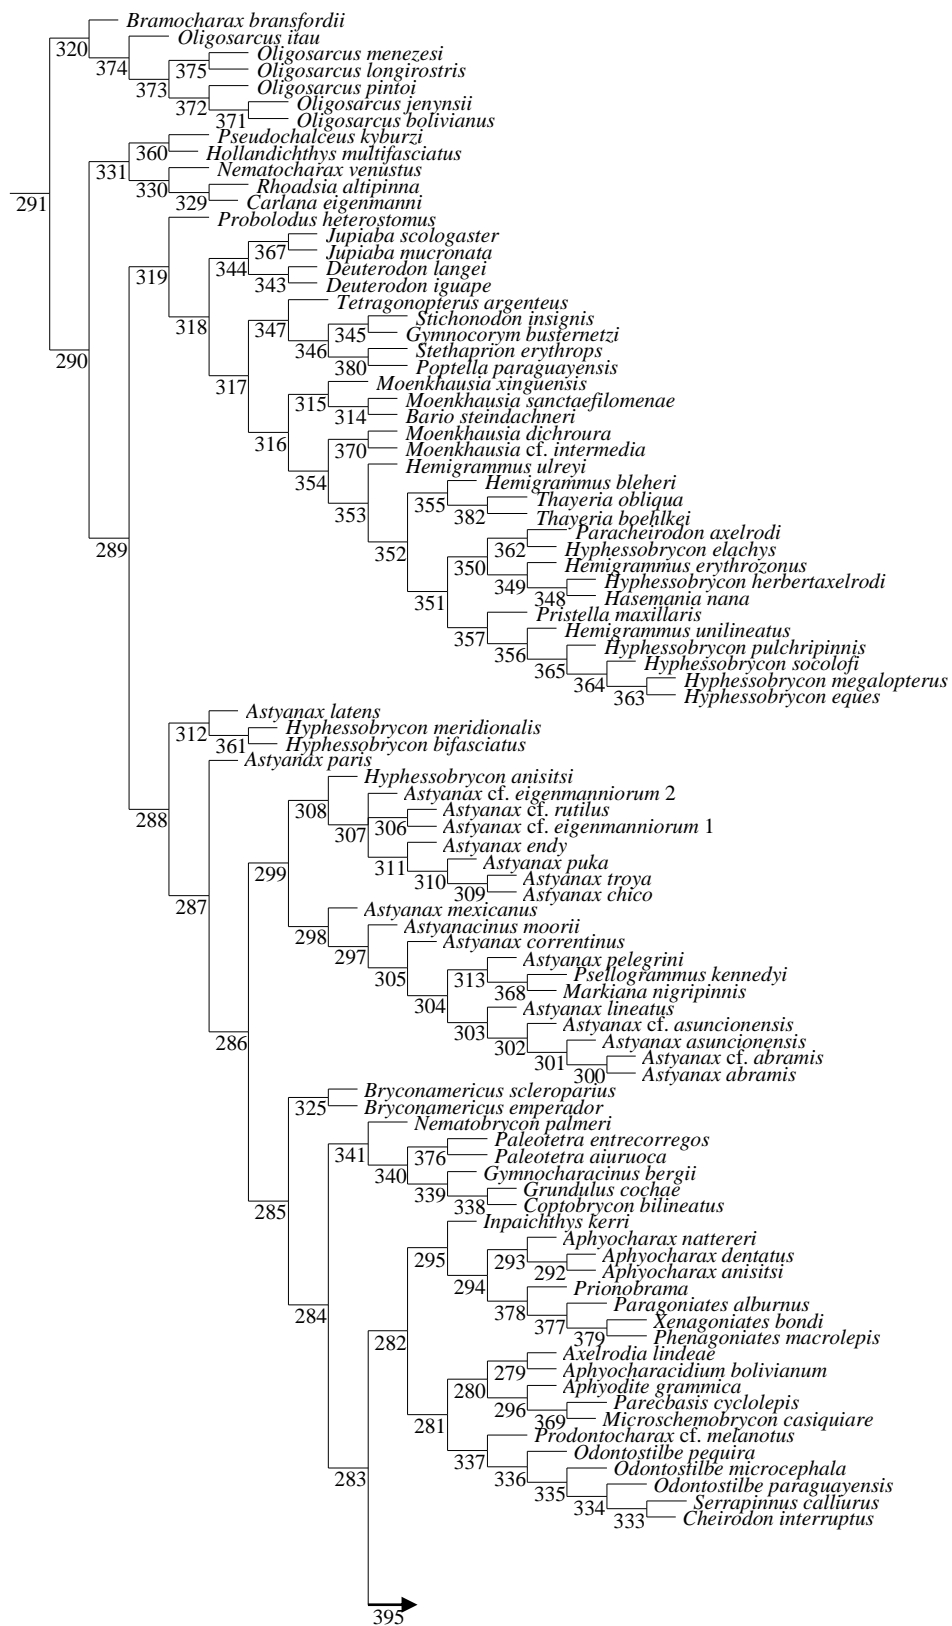 Bramocharax bransfordii
Oligosarcus itau
320
Oligosarcus menezesi
374
375
Oligosarcus longirostris
373
Oligosarcus pintoi
372
Oligosarcus jenynsii
371
Oligosarcus bolivianus
Pseudochalceus kyburzi
360
Hollandichthys multifasciatus
331
Nematocharax venustus
330
Rhoadsia altipinna
329
Carlana eigenmanni
291
Probolodus heterostomus
Jupiaba scologaster
367
Jupiaba mucronata
344
Deuterodon langei
319
343
Deuterodon iguape
Tetragonopterus argenteus
Stichonodon insignis
318
347
345
Gymnocorym busternetzi
346
Stethaprion erythrops
290
380
Poptella paraguayensis
317
Moenkhausia xinguensis
315
Moenkhausia sanctaefilomenae
314
Bario steindachneri
Moenkhausia dichroura
316
370
Moenkhausia cf. intermedia
354
Hemigrammus ulreyi
Hemigrammus bleheri
355
Thayeria obliqua
353
382
Thayeria boehlkei
Paracheirodon axelrodi
289
352
362
Hyphessobrycon elachys
350
Hemigrammus erythrozonus
349
Hyphessobrycon herbertaxelrodi
351
348
Hasemania nana
Pristella maxillaris
357
Hemigrammus unilineatus
356
Hyphessobrycon pulchripinnis
365
Hyphessobrycon socolofi
364
Hyphessobrycon megalopterus
363
Hyphessobrycon eques
Astyanax latens
312
Hyphessobrycon meridionalis
361
Hyphessobrycon bifasciatus
Astyanax paris
Hyphessobrycon anisitsi
Astyanax cf. eigenmanniorum 2
308
Astyanax cf. rutilus
288
307
306
Astyanax cf. eigenmanniorum 1
Astyanax endy
311
Astyanax puka
299
310
Astyanax troya
309
Astyanax chico
287
Astyanax mexicanus
298
Astyanacinus moorii
297
Astyanax correntinus
305
Astyanax pelegrini
313
Psellogrammus kennedyi
368
Markiana nigripinnis
304
Astyanax lineatus
303
Astyanax cf. asuncionensis
286
302
Astyanax asuncionensis
301
Astyanax cf. abramis
300
Astyanax abramis
Bryconamericus scleroparius
325
Bryconamericus emperador
Nematobrycon palmeri
341
Paleotetra entrecorregos
376
Paleotetra aiuruoca
340
Gymnocharacinus bergii
339
Grundulus cochae
285
338
Coptobrycon bilineatus
Inpaichthys kerri
Aphyocharax nattereri
295
293
Aphyocharax dentatus
292
Aphyocharax anisitsi
294
Prionobrama
378
Paragoniates alburnus
284
377
Xenagoniates bondi
379
Phenagoniates macrolepis
282
Axelrodia lindeae
279
Aphyocharacidium bolivianum
280
Aphyodite grammica
296
Parecbasis cyclolepis
281
369
Microschemobrycon casiquiare
Prodontocharax cf. melanotus
337
Odontostilbe pequira
283
336
Odontostilbe microcephala
335
Odontostilbe paraguayensis
334
Serrapinnus calliurus
333
Cheirodon interruptus
395